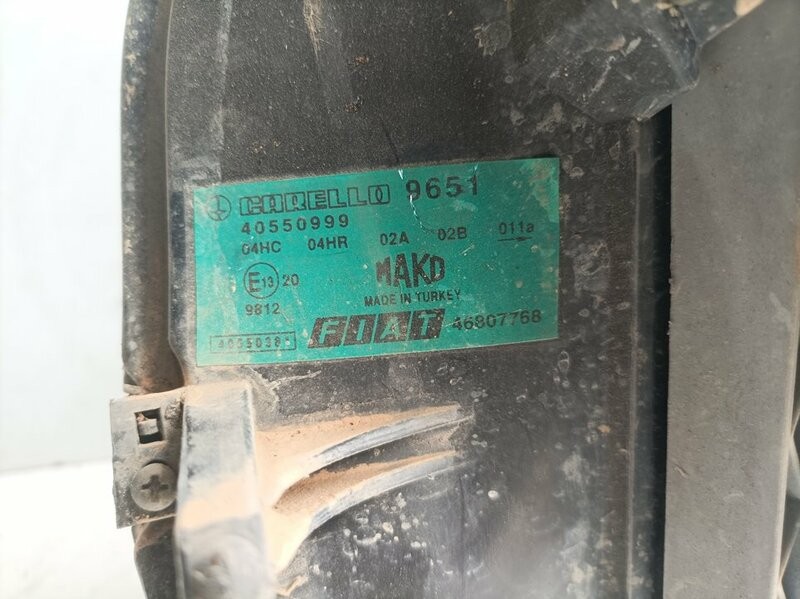 CARELLO 9651
40550999
04HC 04HR 02A 02B 011a
E13 20
MAKO
MADE IN TURKEY
9812
FIAT 46807768